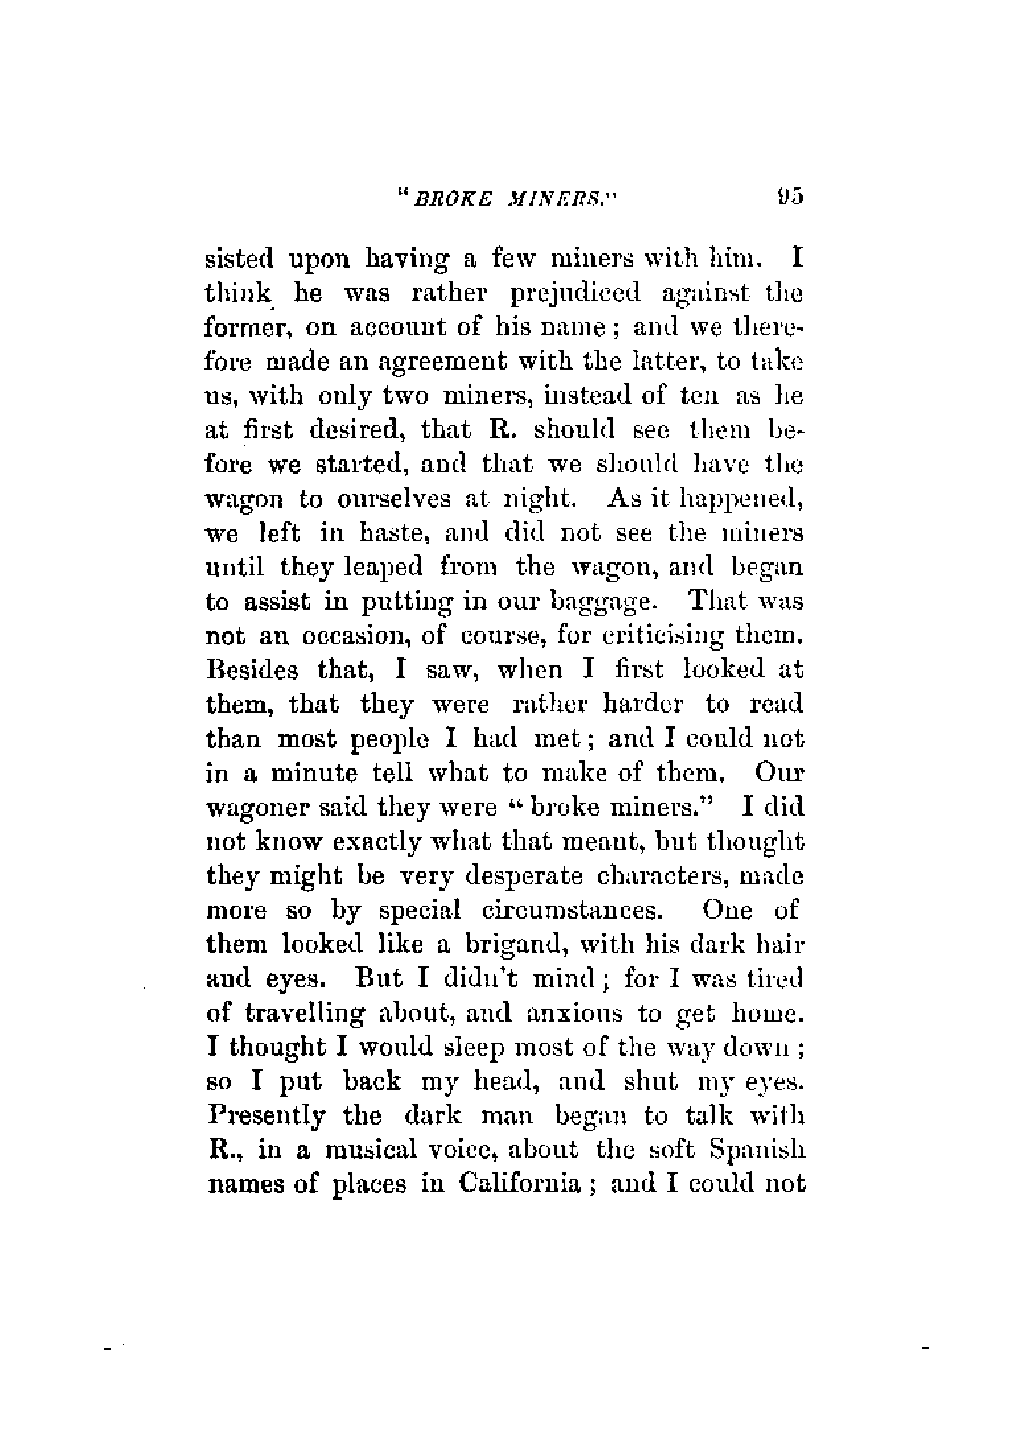 "BROKE MINERS." 95
sisted upon having a few miners with him. I
think he was rather prejudiced against the
former, on account of his name; and we there-
fore made an agreement with the latter, to take
us, with only two miners, instead of ten as he
at first desired, that R. should see them be-
fore we started, and that we should have the
wagon to ourselves at night. As it happened,
we left in haste, and did not see the miners
until they leaped from the wagon, and began
to assist in putting in our baggage. That was
not an occasion, of course, for criticising them.
Besides that, I saw, when I first looked at
them, that they were rather harder to read
than most people I had met; and I could not
in a minute tell what to make of them. Our
wagoner said they were "broke miners." I did
not know exactly what that meant, but thought
they might be very desperate characters, made
more so by special circumstances. One of
them looked like a brigand, with his dark hair
and eyes. But I didn't mind; for I was tired
of travelling about, and anxious to get home.
I thought I would sleep most of the way down;
so I put back my head, and shut my eyes.
Presently the dark man began to talk with
R., in a musical voice, about the soft Spanish
names of places in California; and I could not